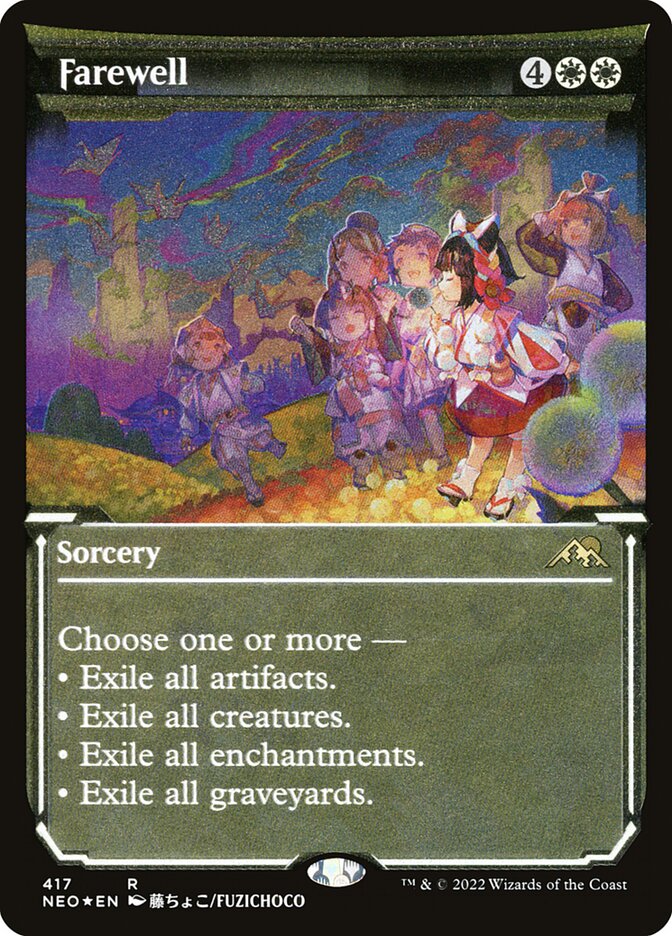 Farewell 4
Sorcery
Choose one or more —
• Exile all artifacts.
• Exile all creatures.
• Exile all enchantments.
• Exile all graveyards.
417 R
NEO★EN 藤ちょこ/FUZICHOCO
™ & © 2022 Wizards of the Coast